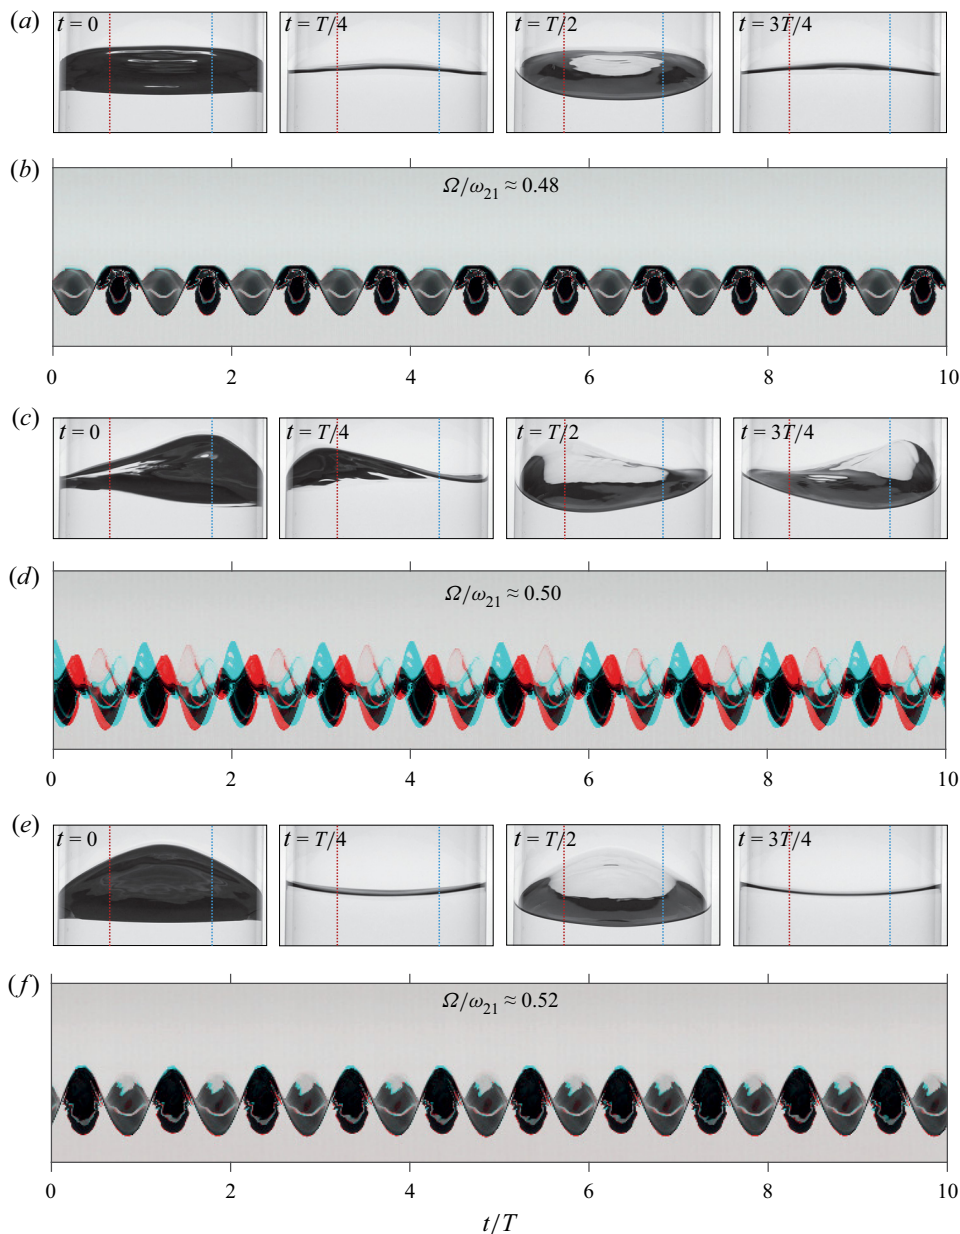 (a) t = 0 t = T/4 t = T/2 t = 3T/4
(b) Ω/ω21 ≈ 0.48
0 2 4 6 8 10
(c) t = 0 t = T/4 t = T/2 t = 3T/4
(d) Ω/ω21 ≈ 0.50
0 2 4 6 8 10
(e) t = 0 t = T/4 t = T/2 t = 3T/4
(f) Ω/ω21 ≈ 0.52
0 2 4 6 8 10
t/T